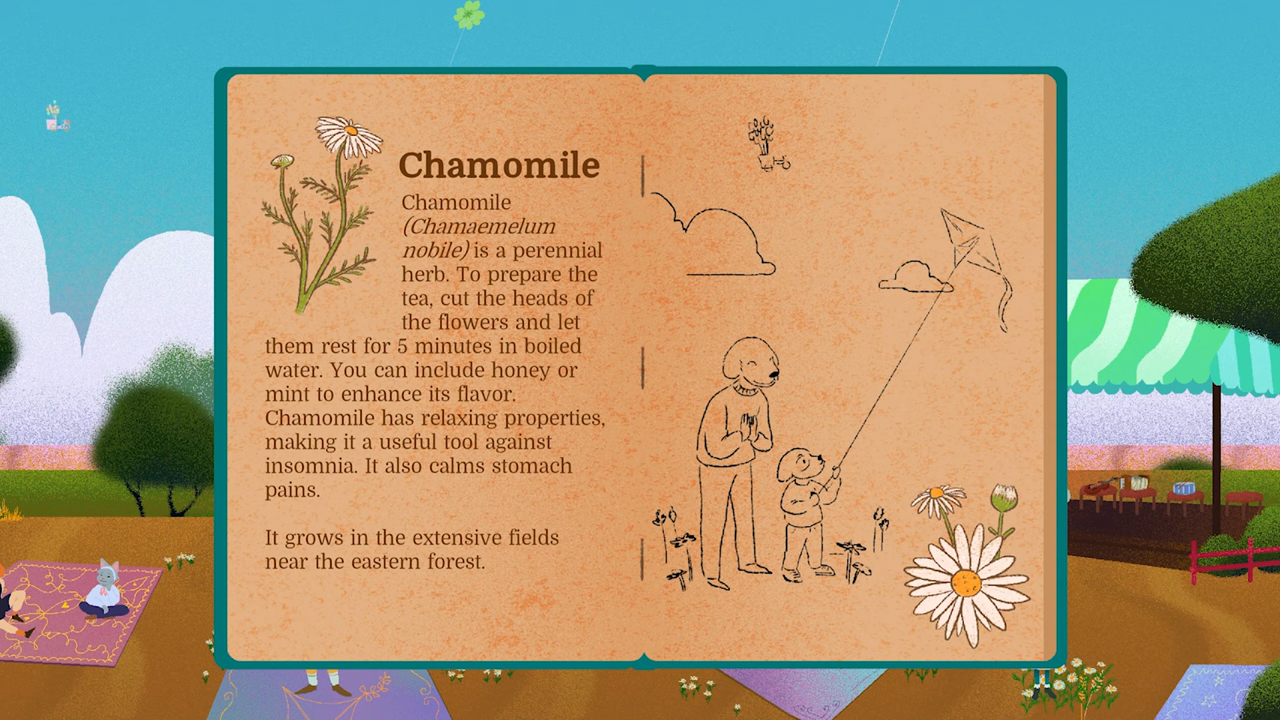 Chamomile
Chamomile
(Chamaemelum
nobile) is a perennial
herb. To prepare the
tea, cut the heads of
the flowers and let
them rest for 5 minutes in boiled
water. You can include honey or
mint to enhance its flavor.
Chamomile has relaxing properties,
making it a useful tool against
insomnia. It also calms stomach
pains.
It grows in the extensive fields
near the eastern forest.